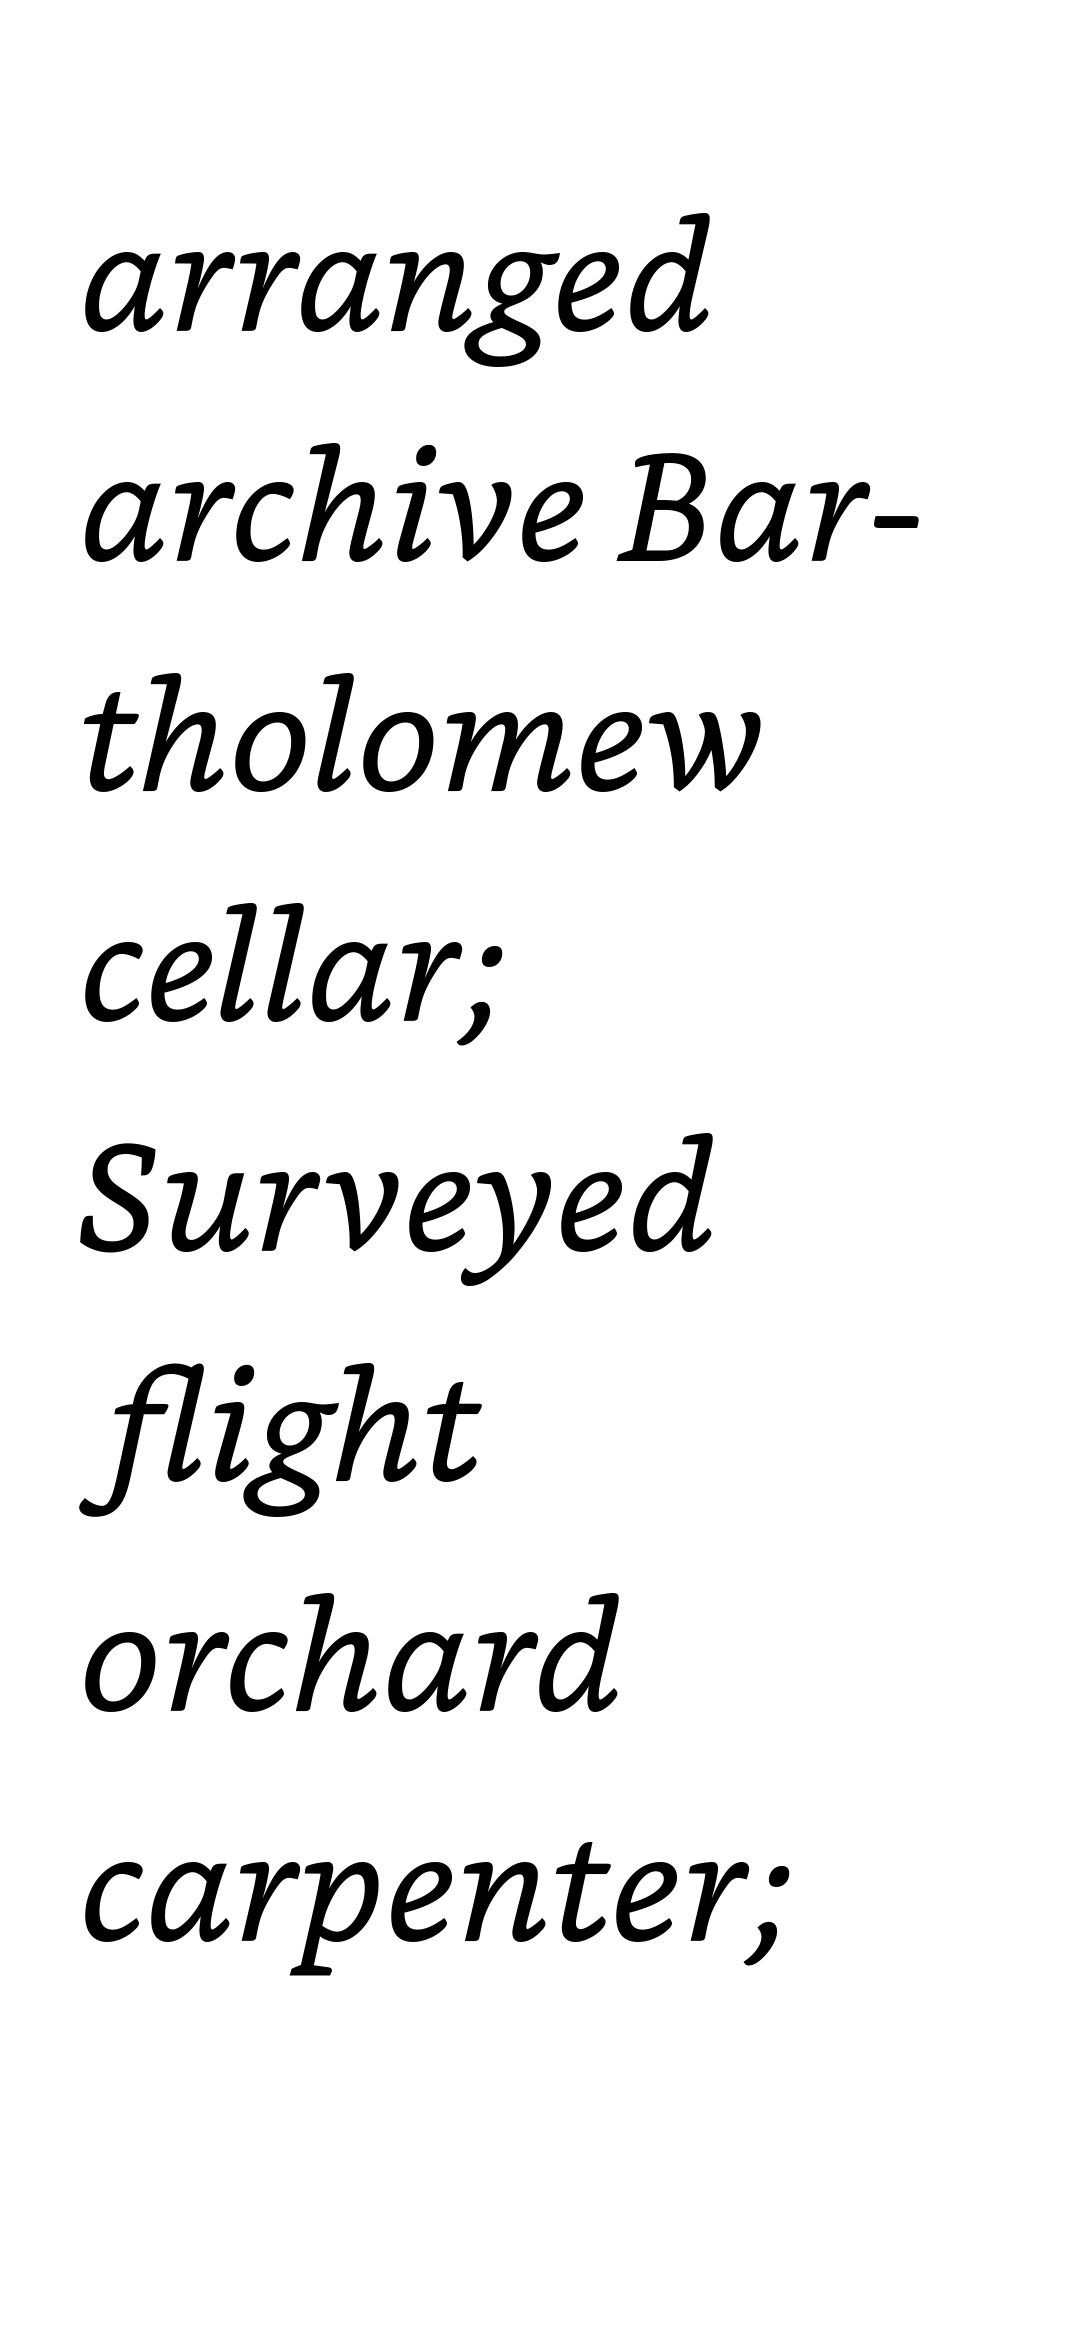 arranged
archive Bar-
tholomew
cellar;
Surveyed
flight
orchard
carpenter;